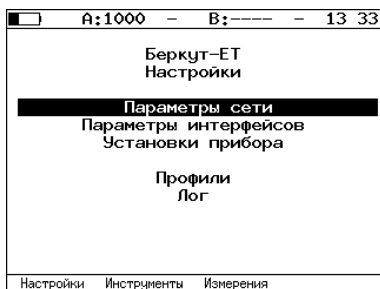 A:1000 – B:---- – 13 33
Беркут-ЕТ
Настройки
Параметры сети
Параметры интерфейсов
Установки прибора
Профили
Лог
Настройки Инструменты Измерения